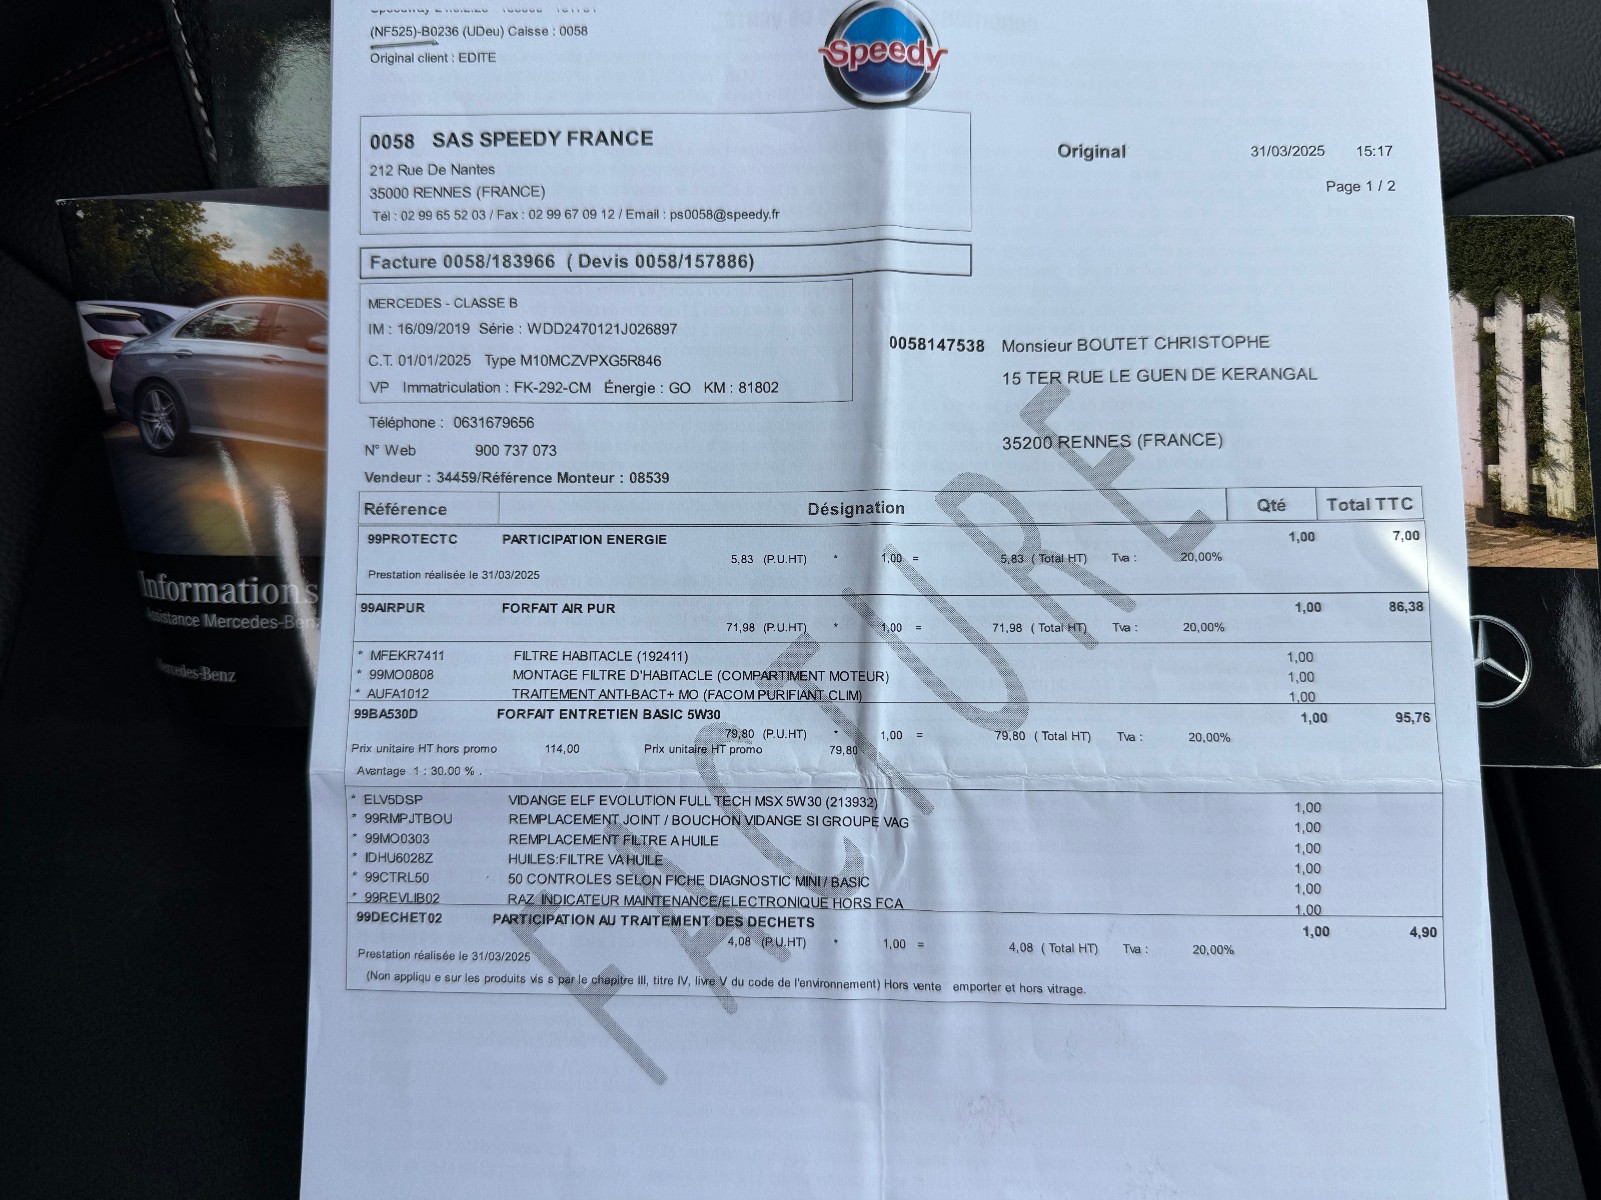 (NF525)-B0236 (UDeu) Caisse : 0058
Original client : EDITE
Speedy
0058 SAS SPEEDY FRANCE
212 Rue De Nantes
35000 RENNES (FRANCE)
Tél : 02 99 65 52 03 / Fax : 02 99 67 09 12 / Email : ps0058@speedy.fr
Original 31/03/2025 15:17
Page 1 / 2
Facture 0058/183966 ( Devis 0058/157886)
MERCEDES - CLASSE B
IM : 16/09/2019 Série : WDD2470121J026897
C.T. 01/01/2025 Type M10MCZVPXG5R846
VP Immatriculation : FK-292-CM Énergie : GO KM : 81802
0058147538 Monsieur BOUTET CHRISTOPHE
15 TER RUE LE GUEN DE KERANGAL
35200 RENNES (FRANCE)
Téléphone : 0631679656
N° Web 900 737 073
Vendeur : 34459/Référence Monteur : 08539
Référence Désignation Qté Total TTC
99PROTECTC PARTICIPATION ENERGIE 1,00 7,00
5,83 (P.U.HT) * 1,00 = 5,83 ( Total HT) Tva : 20,00%
Prestation réalisée le 31/03/2025
99AIRPUR FORFAIT AIR PUR 1,00 86,38
71,98 (P.U.HT) * 1,00 = 71,98 ( Total HT) Tva : 20,00%
* MFEKR7411 FILTRE HABITACLE (192411) 1,00
* 99MO0808 MONTAGE FILTRE D'HABITACLE (COMPARTIMENT MOTEUR) 1,00
* AUFA1012 TRAITEMENT ANTI-BACT+ MO (FACOM PURIFIANT CLIM) 1,00
99BA530D FORFAIT ENTRETIEN BASIC 5W30 1,00 95,76
79,80 (P.U.HT) * 1,00 = 79,80 ( Total HT) Tva : 20,00%
Prix unitaire HT hors promo 114,00 Prix unitaire HT promo 79,80
Avantage 1 : 30.00 % .
* ELV5DSP VIDANGE ELF EVOLUTION FULL TECH MSX 5W30 (213932) 1,00
* 99RMPJTBOU REMPLACEMENT JOINT / BOUCHON VIDANGE SI GROUPE VAG 1,00
* 99MO0303 REMPLACEMENT FILTRE A HUILE 1,00
* IDHU6028Z HUILES:FILTRE VA HUILE 1,00
* 99CTRL50 50 CONTROLES SELON FICHE DIAGNOSTIC MINI / BASIC 1,00
* 99REVLIB02 RAZ INDICATEUR MAINTENANCE/ELECTRONIQUE HORS FCA 1,00
99DECHET02 PARTICIPATION AU TRAITEMENT DES DECHETS 1,00 4,90
4,08 (P.U.HT) * 1,00 = 4,08 ( Total HT) Tva : 20,00%
Prestation réalisée le 31/03/2025
(Non appliqu e sur les produits vis s par le chapitre III, titre IV, livre V du code de l'environnement) Hors vente emporter et hors vitrage.
FACTURE
Informations
Assistance Mercedes-Ben
Mercedes-Benz